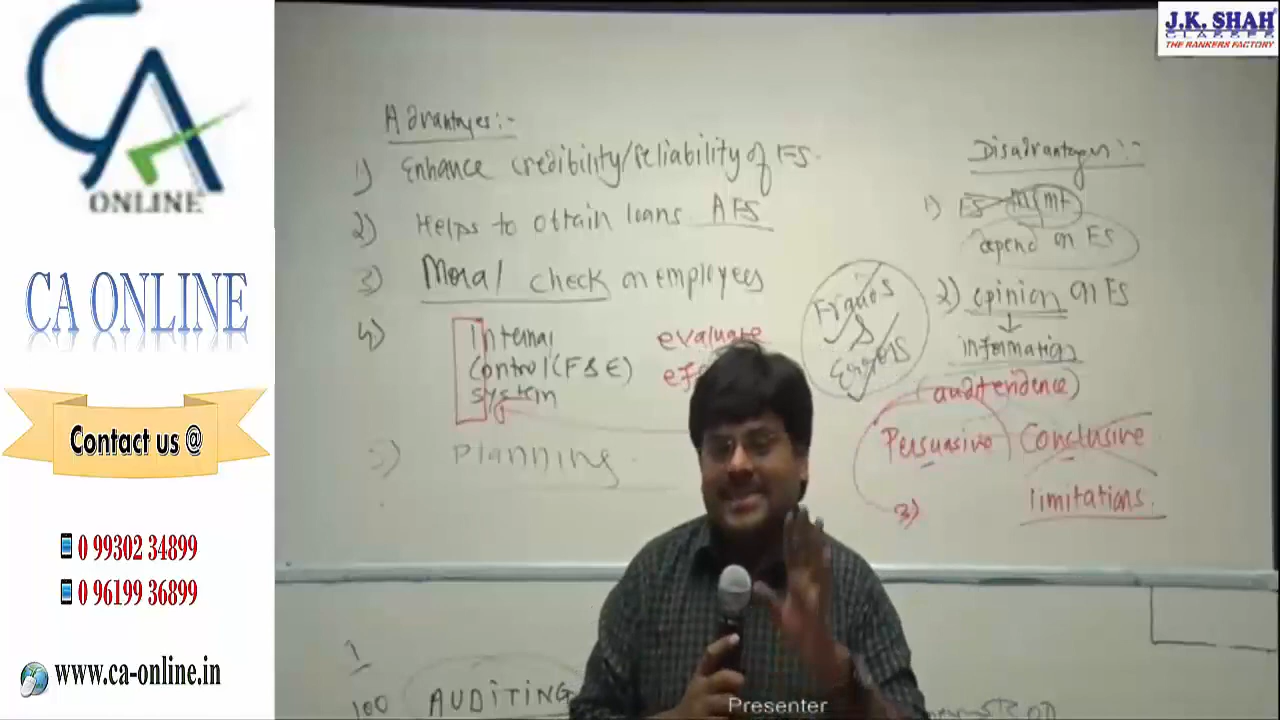 CA
ONLINE
CA ONLINE
Contact us @
0 99302 34899
0 96199 36899
www.ca-online.in
J.K. SHAH
CLASSES
THE RANKERS FACTORY
Advantages:-
1) Enhance credibility/reliability of FS.
2) Helps to obtain loans AFS
3) Moral check on employees
4) Internal evaluate
Control (F & E)
system
5) Planning
Frauds
&
Errors
Disadvantages:-
1) FS
depend on FS
2) opinion on FS
information
(audit evidence)
Persuasive Conclusive
3) limitations.
100 AUDITING
Presenter